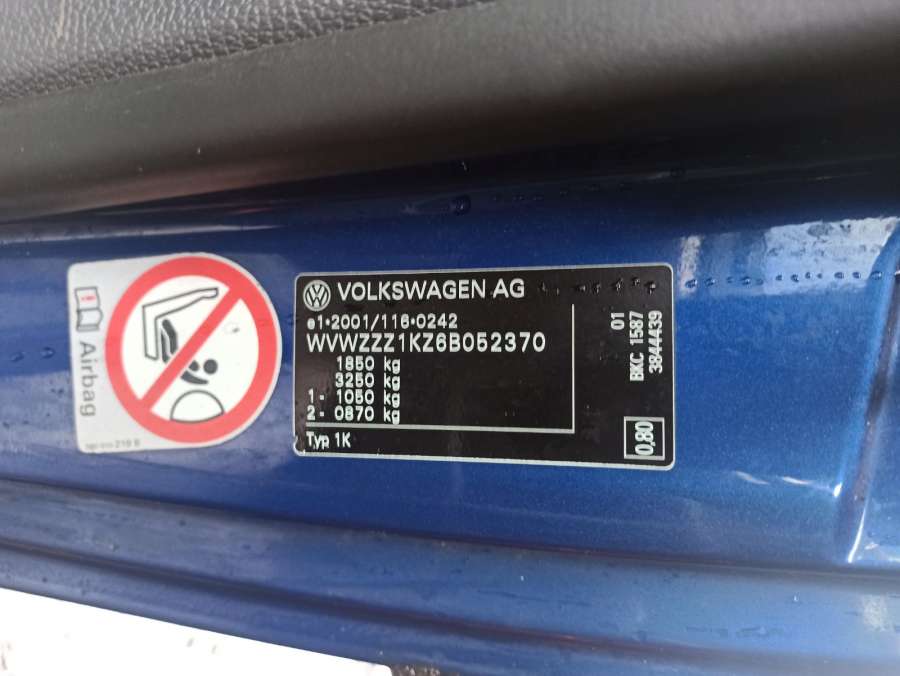 Airbag
VOLKSWAGEN AG
e1*2001/116*0242
WVWZZZ1KZ6B052370
1850 kg
3250 kg
1 - 1050 kg
2 - 0870 kg
Typ 1K
01
BKC 1587
3844439
0,80